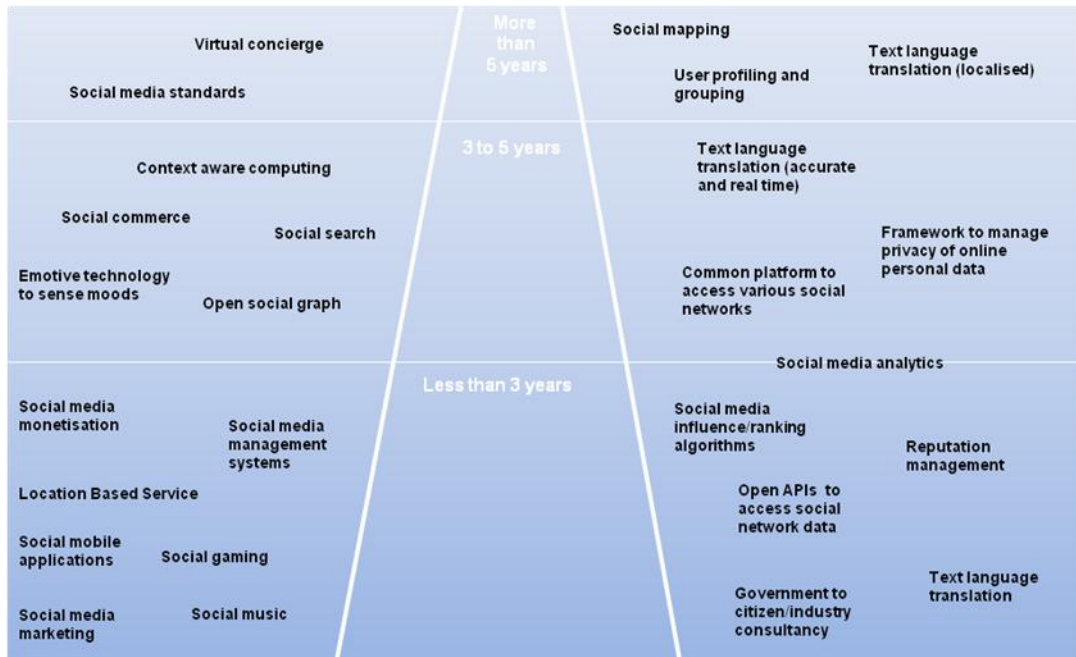 More
than
5 years
Virtual concierge
Social media standards
Social mapping
Text language
translation (localised)
User profiling and
grouping
3 to 5 years
Context aware computing
Social commerce
Social search
Emotive technology
to sense moods
Open social graph
Text language
translation (accurate
and real time)
Framework to manage
privacy of online
personal data
Common platform to
access various social
networks
Less than 3 years
Social media
monetisation
Social media
management
systems
Location Based Service
Social mobile
applications
Social gaming
Social media
marketing
Social music
Social media analytics
Social media
influence/ranking
algorithms
Reputation
management
Open APIs to
access social
network data
Text language
translation
Government to
citizen/industry
consultancy